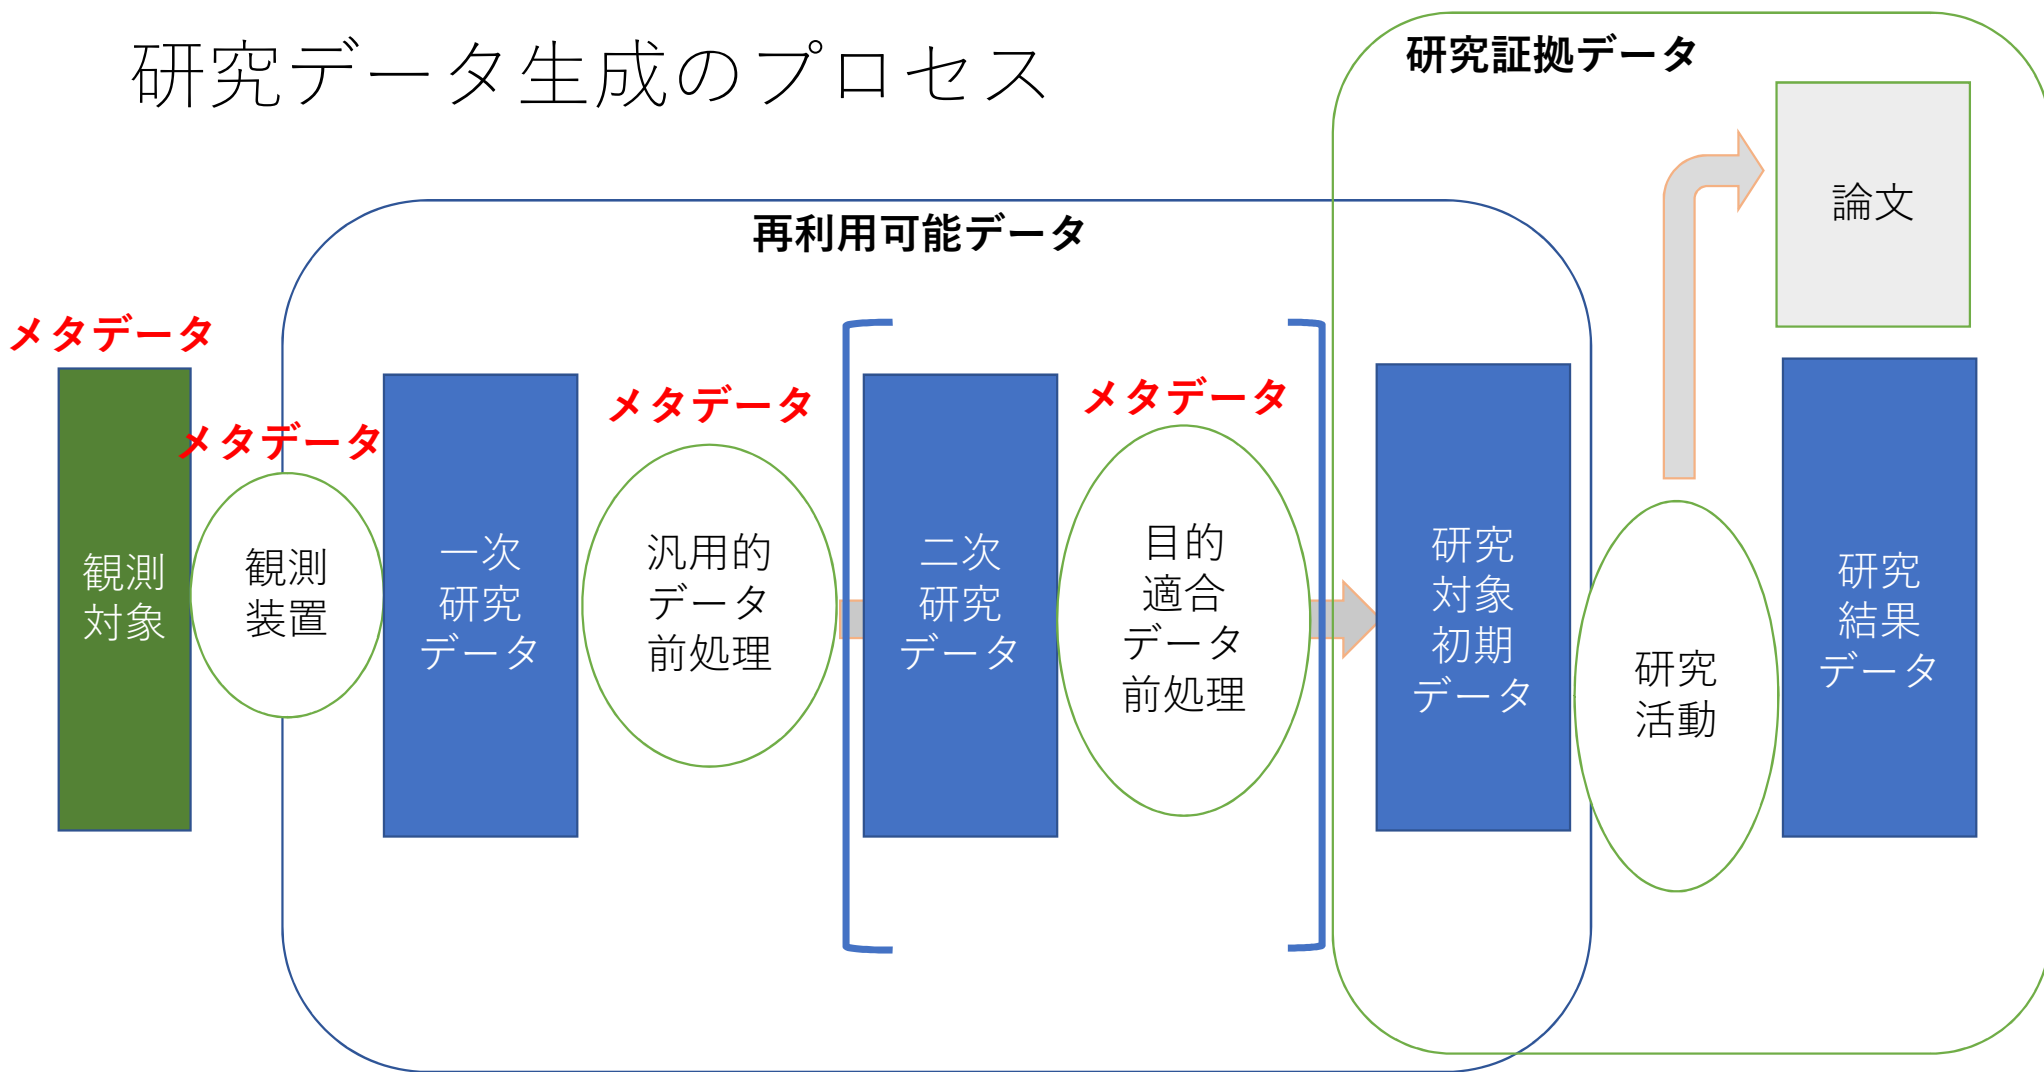 研究データ生成のプロセス
研究証拠データ
論文
再利用可能データ
メタデータ
観測
対象
メタデータ
観測
装置
一次
研究
データ
メタデータ
汎用的
データ
前処理
二次
研究
データ
メタデータ
目的
適合
データ
前処理
研究
対象
初期
データ
研究
活動
研究
結果
データ